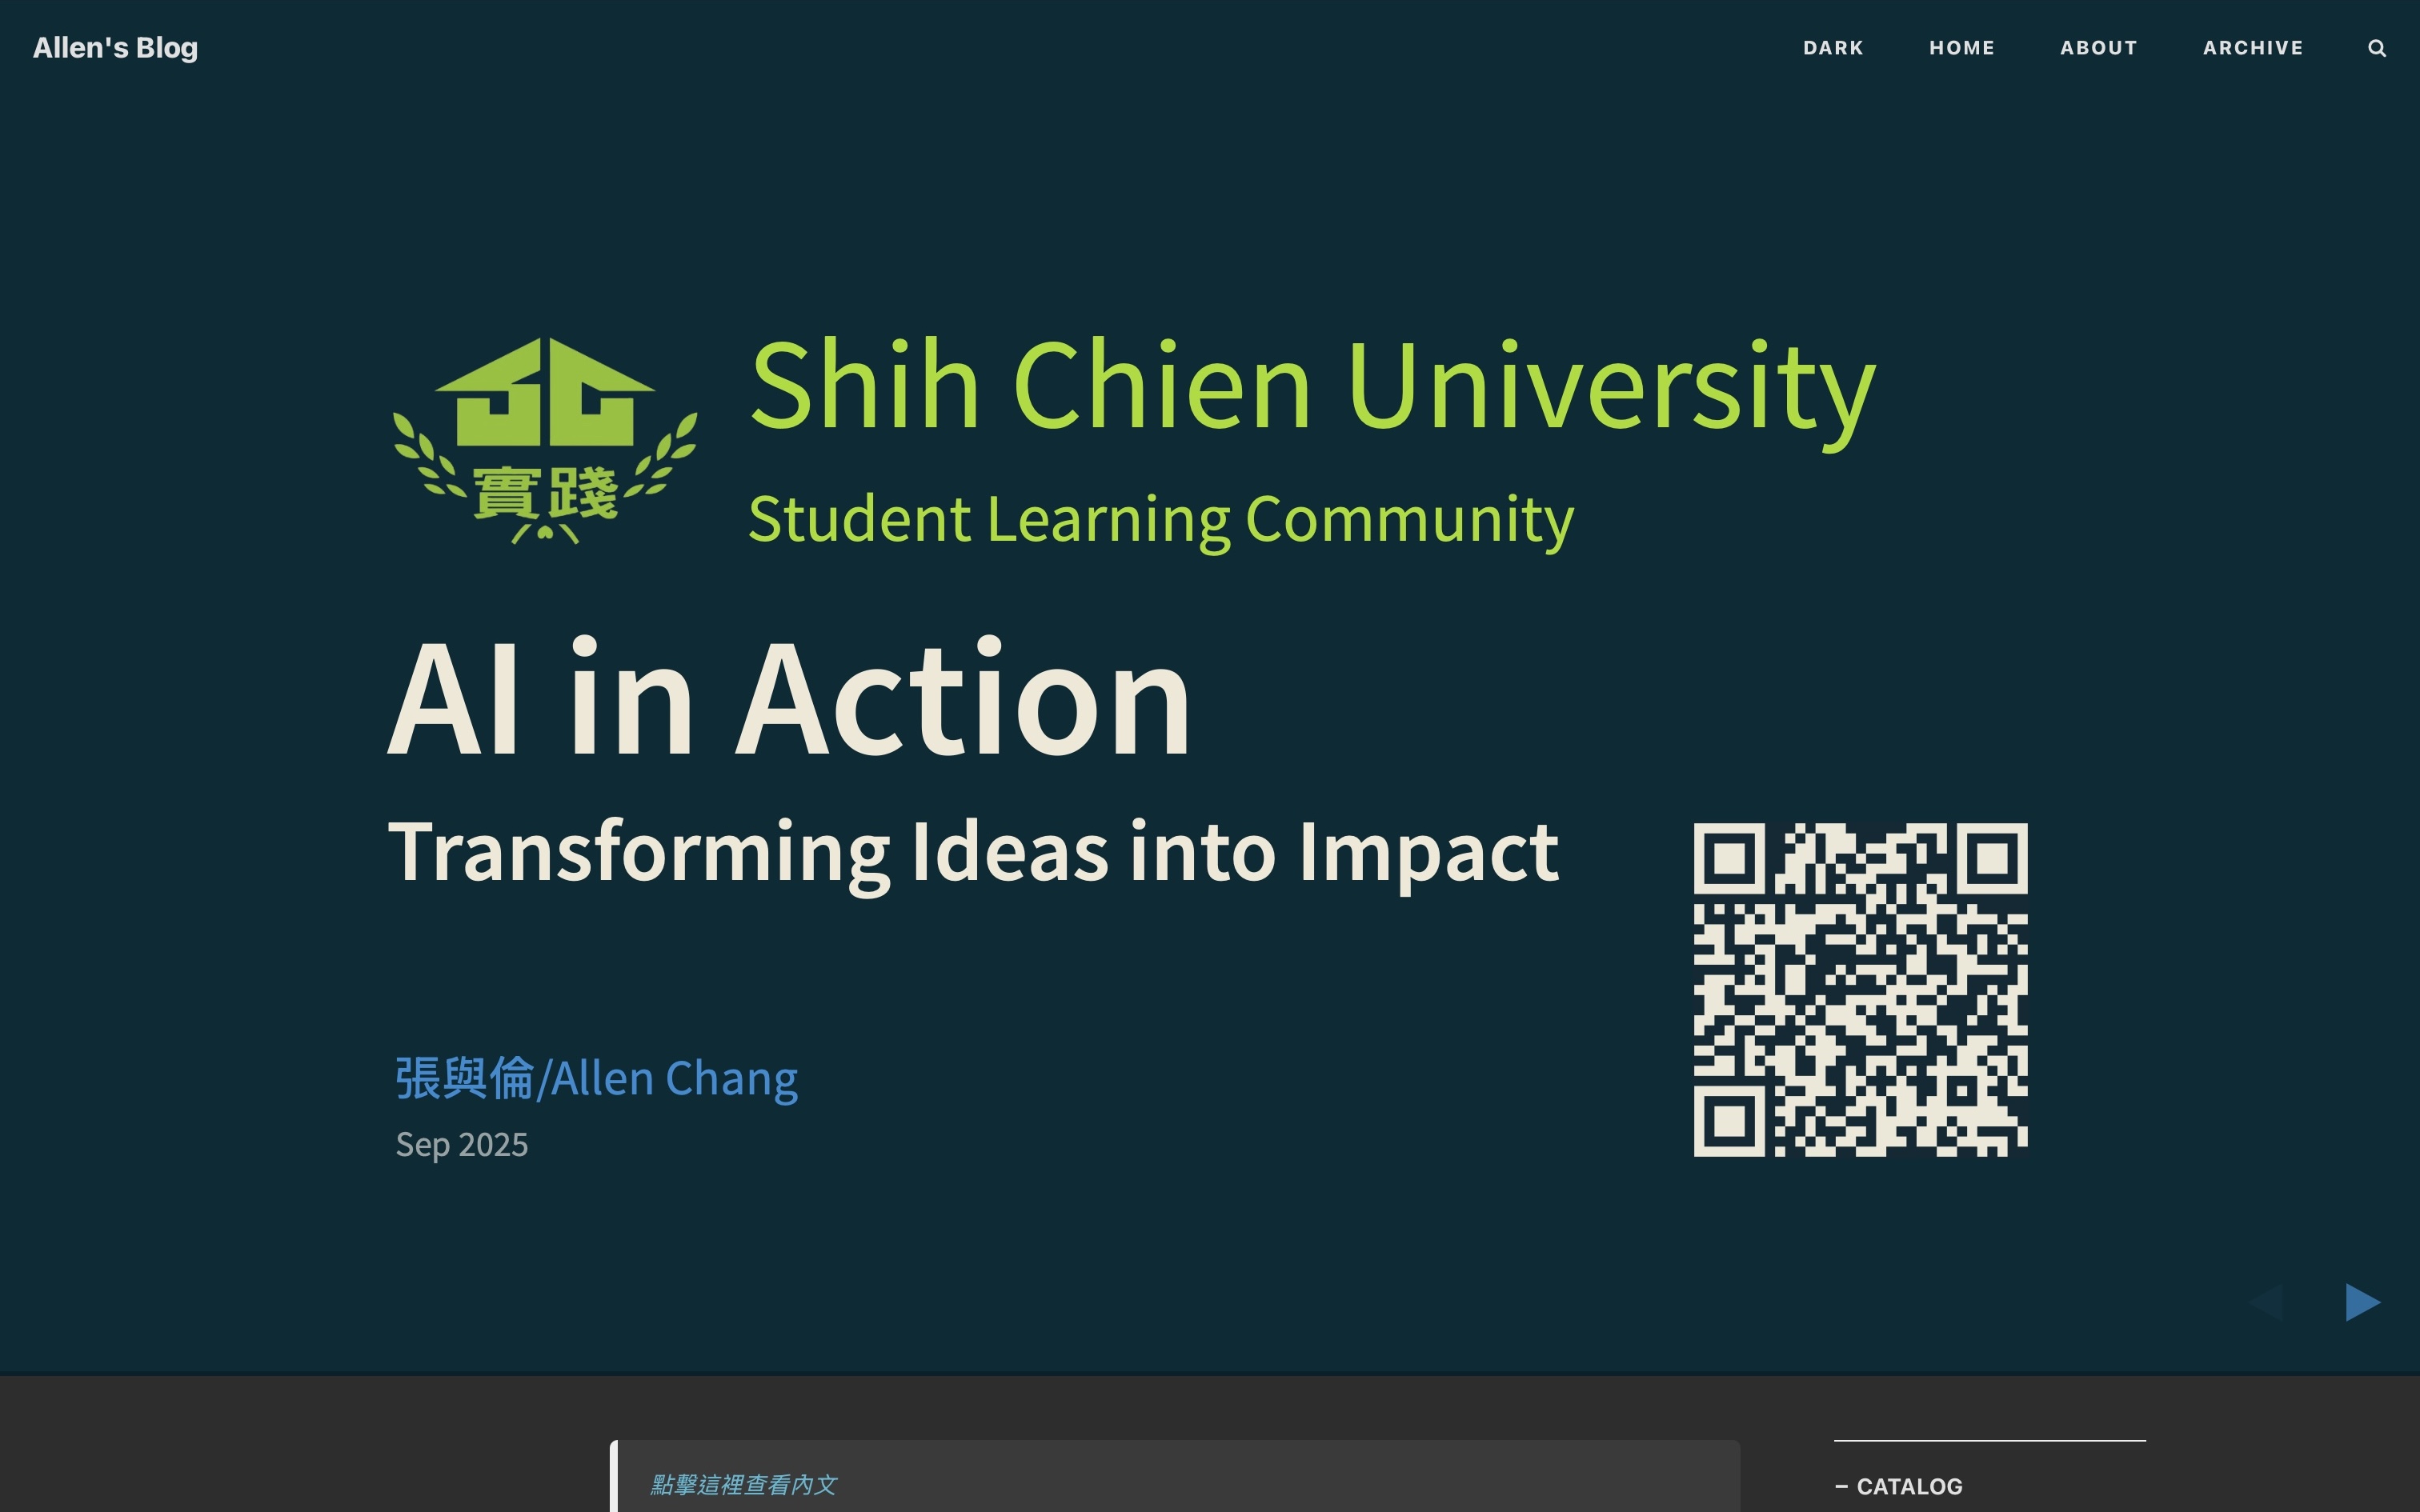 Allen's Blog
DARK HOME ABOUT ARCHIVE
Shih Chien University
實踐
Student Learning Community
AI in Action
Transforming Ideas into Impact
張與倫/Allen Chang
Sep 2025
點擊這裡查看內文
– CATALOG